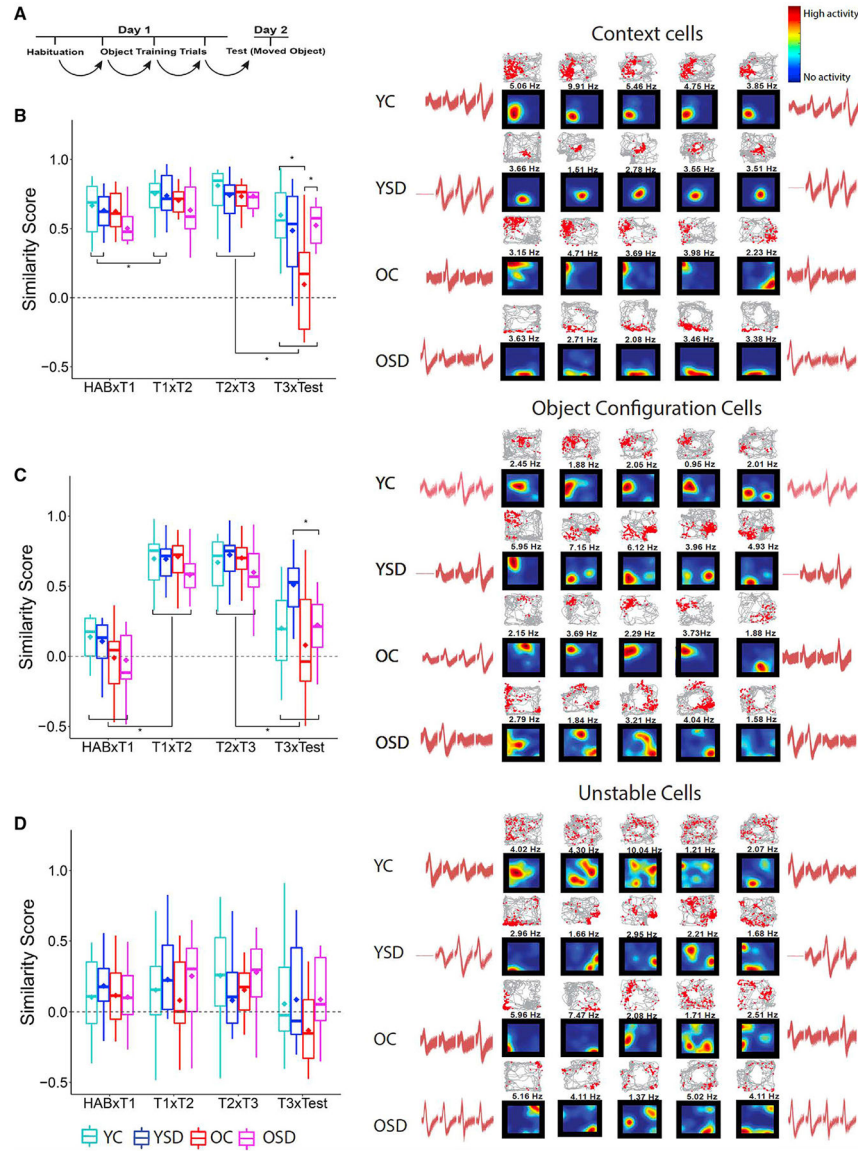 A
Day 1
Day 2
Habituation
Object Training Trials
Test (Moved Object)
High activity
No activity
Context cells
YC
5.06 Hz
9.91 Hz
5.46 Hz
4.75 Hz
3.85 Hz
YSD
3.66 Hz
1.51 Hz
2.78 Hz
3.55 Hz
3.51 Hz
OC
3.15 Hz
4.71 Hz
3.69 Hz
3.98 Hz
2.23 Hz
OSD
3.63 Hz
2.71 Hz
2.08 Hz
3.46 Hz
3.38 Hz
B
Similarity Score
1.0
0.5
0.0
−0.5
*
*
*
*
HABxT1
T1xT2
T2xT3
T3xTest
Object Configuration Cells
YC
2.45 Hz
1.88 Hz
2.05 Hz
0.95 Hz
2.01 Hz
YSD
5.95 Hz
7.15 Hz
6.12 Hz
3.96 Hz
4.93 Hz
OC
2.15 Hz
3.69 Hz
2.29 Hz
3.73Hz
1.88 Hz
OSD
2.79 Hz
1.84 Hz
3.21 Hz
4.04 Hz
1.58 Hz
C
Similarity Score
1.0
0.5
0.0
−0.5
*
*
*
HABxT1
T1xT2
T2xT3
T3xTest
Unstable Cells
YC
4.02 Hz
4.30 Hz
10.04 Hz
1.21 Hz
2.07 Hz
YSD
2.96 Hz
1.66 Hz
2.95 Hz
2.21 Hz
1.68 Hz
OC
5.96 Hz
7.47 Hz
2.08 Hz
1.71 Hz
2.51 Hz
OSD
5.16 Hz
4.11 Hz
1.37 Hz
5.02 Hz
4.11 Hz
D
Similarity Score
1.0
0.5
0.0
−0.5
HABxT1
T1xT2
T2xT3
T3xTest
YC
YSD
OC
OSD